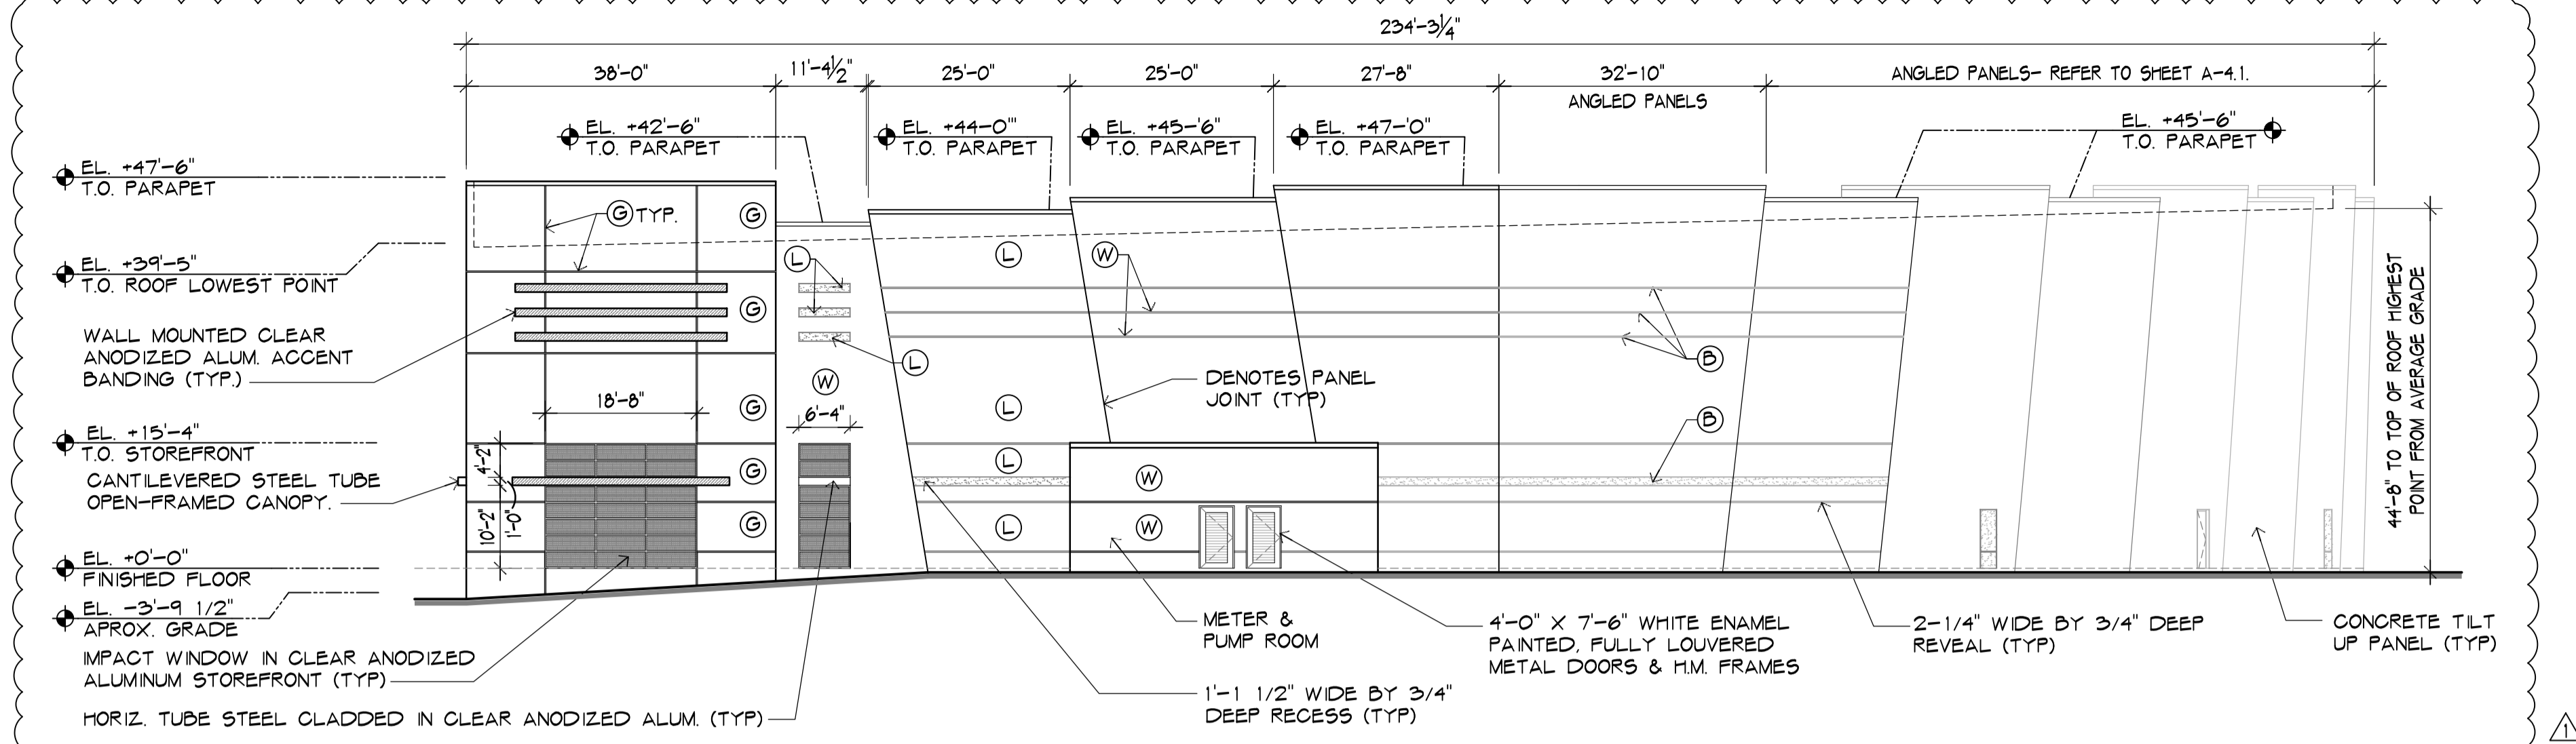 234'-3¼"
38'-0"
11'-4½"
25'-0"
25'-0"
27'-8"
32'-10"
ANGLED PANELS
ANGLED PANELS- REFER TO SHEET A-4.1.
EL. +42'-6"
T.O. PARAPET
EL. +44-0'"
T.O. PARAPET
EL. +45-'6"
T.O. PARAPET
EL. +47-'0"
T.O. PARAPET
EL. +45'-6"
T.O. PARAPET
EL. +47'-6"
T.O. PARAPET
EL. +39'-5"
T.O. ROOF LOWEST POINT
WALL MOUNTED CLEAR
ANODIZED ALUM. ACCENT
BANDING (TYP.)
EL. +15'-4"
T.O. STOREFRONT
CANTILEVERED STEEL TUBE
OPEN-FRAMED CANOPY.
EL. +0'-0"
FINISHED FLOOR
EL. -3'-9 1/2"
APROX. GRADE
IMPACT WINDOW IN CLEAR ANODIZED
ALUMINUM STOREFRONT (TYP)
HORIZ. TUBE STEEL CLADDED IN CLEAR ANODIZED ALUM. (TYP)
G TYP.
G
G
G
G
G
18'-8"
4'-2"
10'-2"
1'-0"
L
L
W
6'-4"
L
L
L
L
W
DENOTES PANEL
JOINT (TYP)
W
W
B
B
METER &
PUMP ROOM
1'-1 1/2" WIDE BY 3/4"
DEEP RECESS (TYP)
4'-0" X 7'-6" WHITE ENAMEL
PAINTED, FULLY LOUVERED
METAL DOORS & H.M. FRAMES
2-1/4" WIDE BY 3/4" DEEP
REVEAL (TYP)
CONCRETE TILT
UP PANEL (TYP)
44'-8" TO TOP OF ROOF HIGHEST
POINT FROM AVERAGE GRADE
1